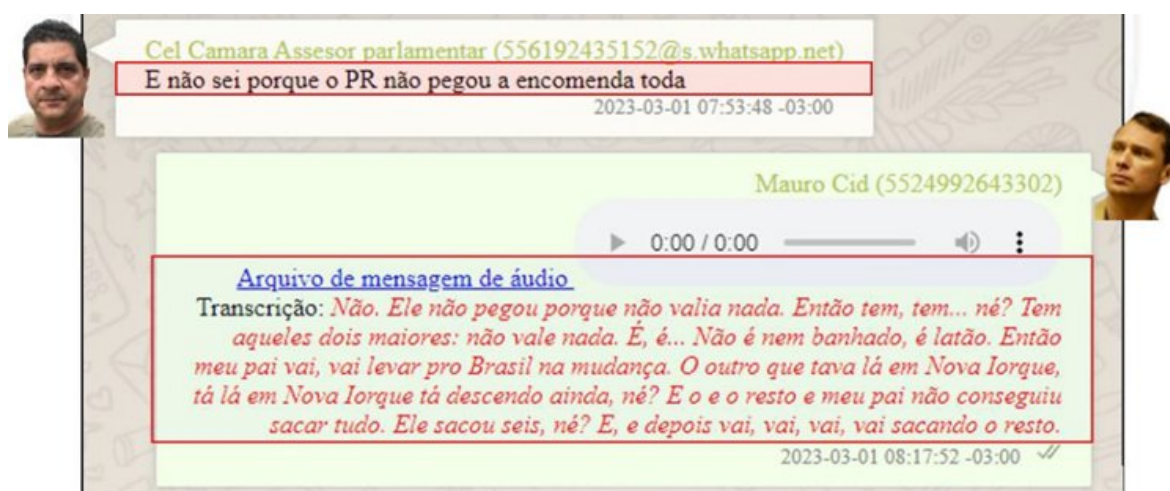 Cel Camara Assesor parlamentar (556192435152@s.whatsapp.net)
E não sei porque o PR não pegou a encomenda toda
2023-03-01 07:53:48 -03:00
Mauro Cid (5524992643302)
0:00 / 0:00
Arquivo de mensagem de áudio
Transcrição: Não. Ele não pegou porque não valia nada. Então tem, tem... né? Tem
aqueles dois maiores: não vale nada. É, é... Não é nem banhado, é latão. Então
meu pai vai, vai levar pro Brasil na mudança. O outro que tava lá em Nova Iorque,
tá lá em Nova Iorque tá descendo ainda, né? E o e o resto e meu pai não conseguiu
sacar tudo. Ele sacou seis, né? E, e depois vai, vai, vai, vai sacando o resto.
2023-03-01 08:17:52 -03:00